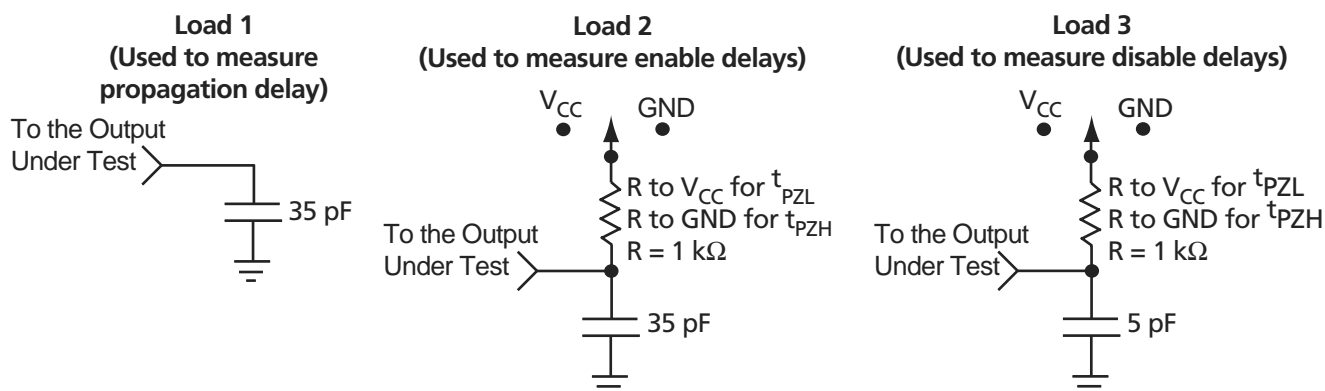 Load 1
(Used to measure
propagation delay)
To the Output
Under Test
35 pF
Load 2
(Used to measure enable delays)
VCC
GND
R to VCC for tPZL
R to GND for tPZH
R = 1 kΩ
To the Output
Under Test
35 pF
Load 3
(Used to measure disable delays)
VCC
GND
R to VCC for tPZL
R to GND for tPZH
R = 1 kΩ
To the Output
Under Test
5 pF